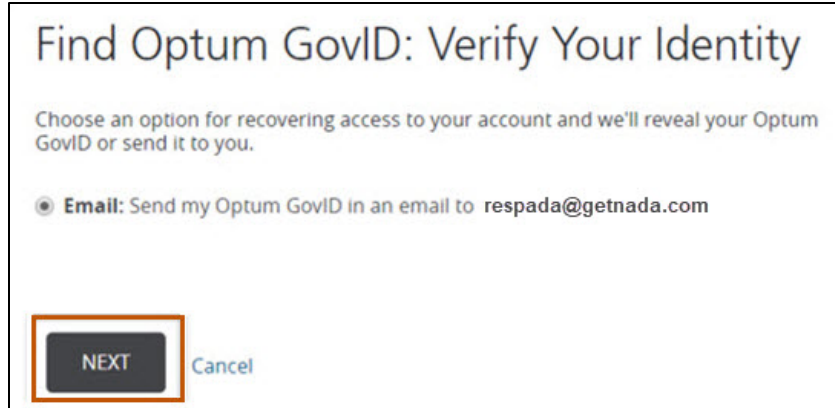 Find Optum GovID: Verify Your Identity
Choose an option for recovering access to your account and we'll reveal your Optum
GovID or send it to you.
Email: Send my Optum GovID in an email to respada@getnada.com
NEXT Cancel